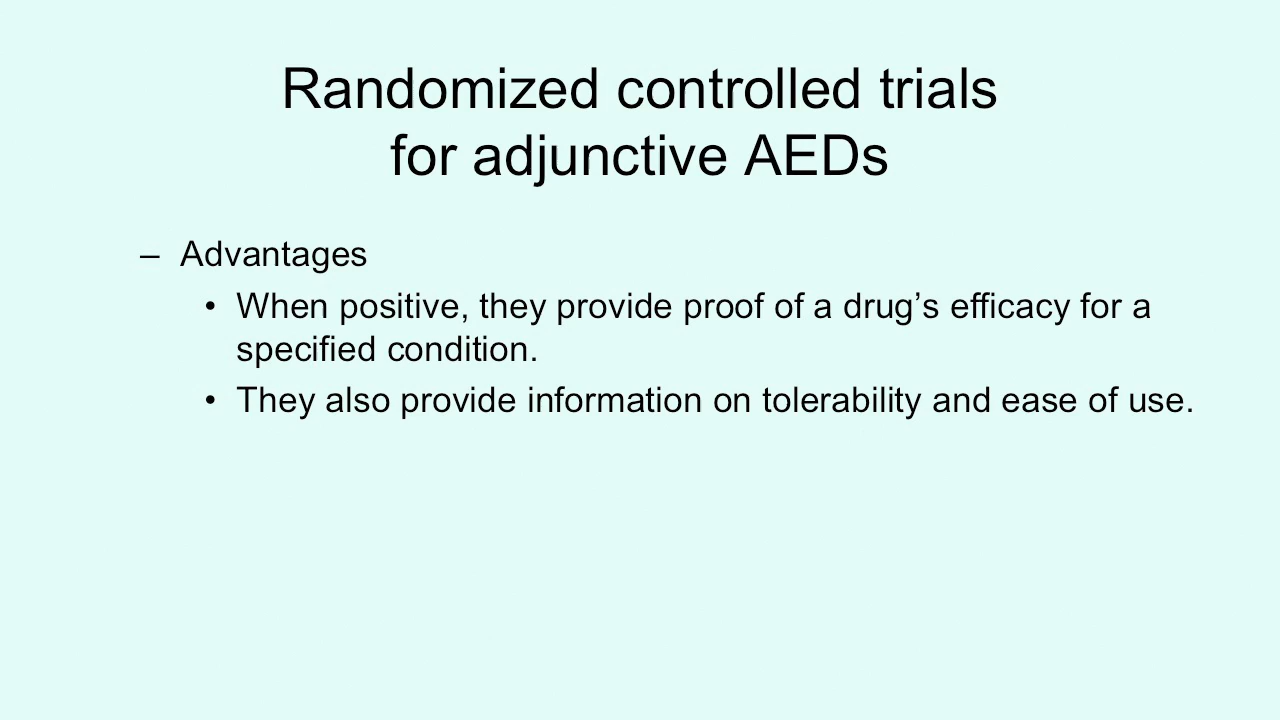 Randomized controlled trials
for adjunctive AEDs
– Advantages
• When positive, they provide proof of a drug’s efficacy for a
specified condition.
• They also provide information on tolerability and ease of use.